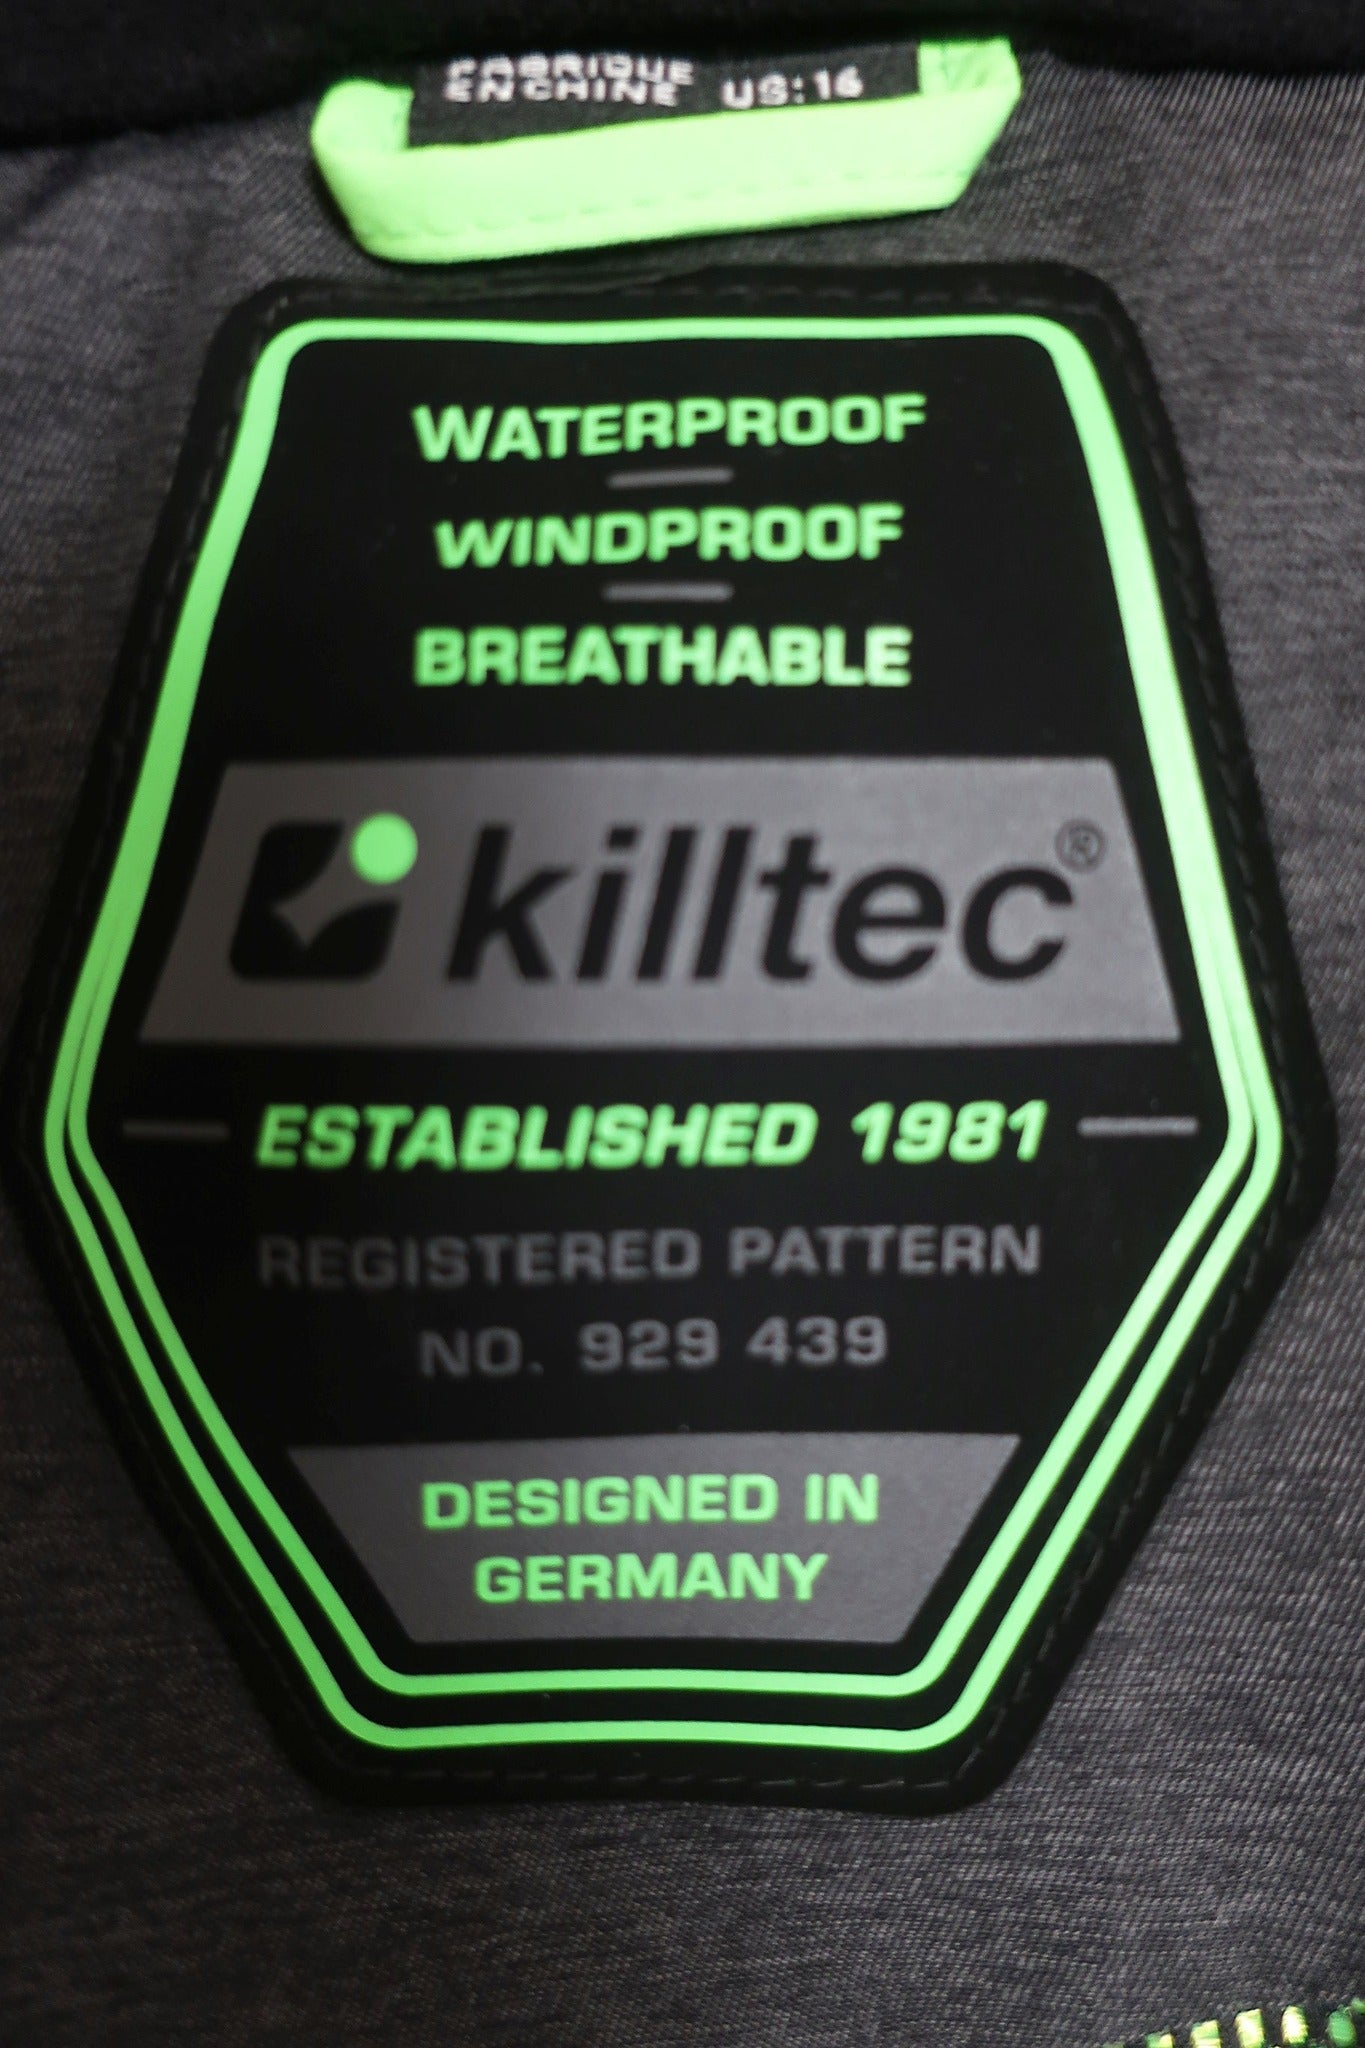 FABRIQUE
EN CHINE US: 16
WATERPROOF
WINDPROOF
BREATHABLE
killtec®
ESTABLISHED 1981
REGISTERED PATTERN
NO. 929 439
DESIGNED IN
GERMANY